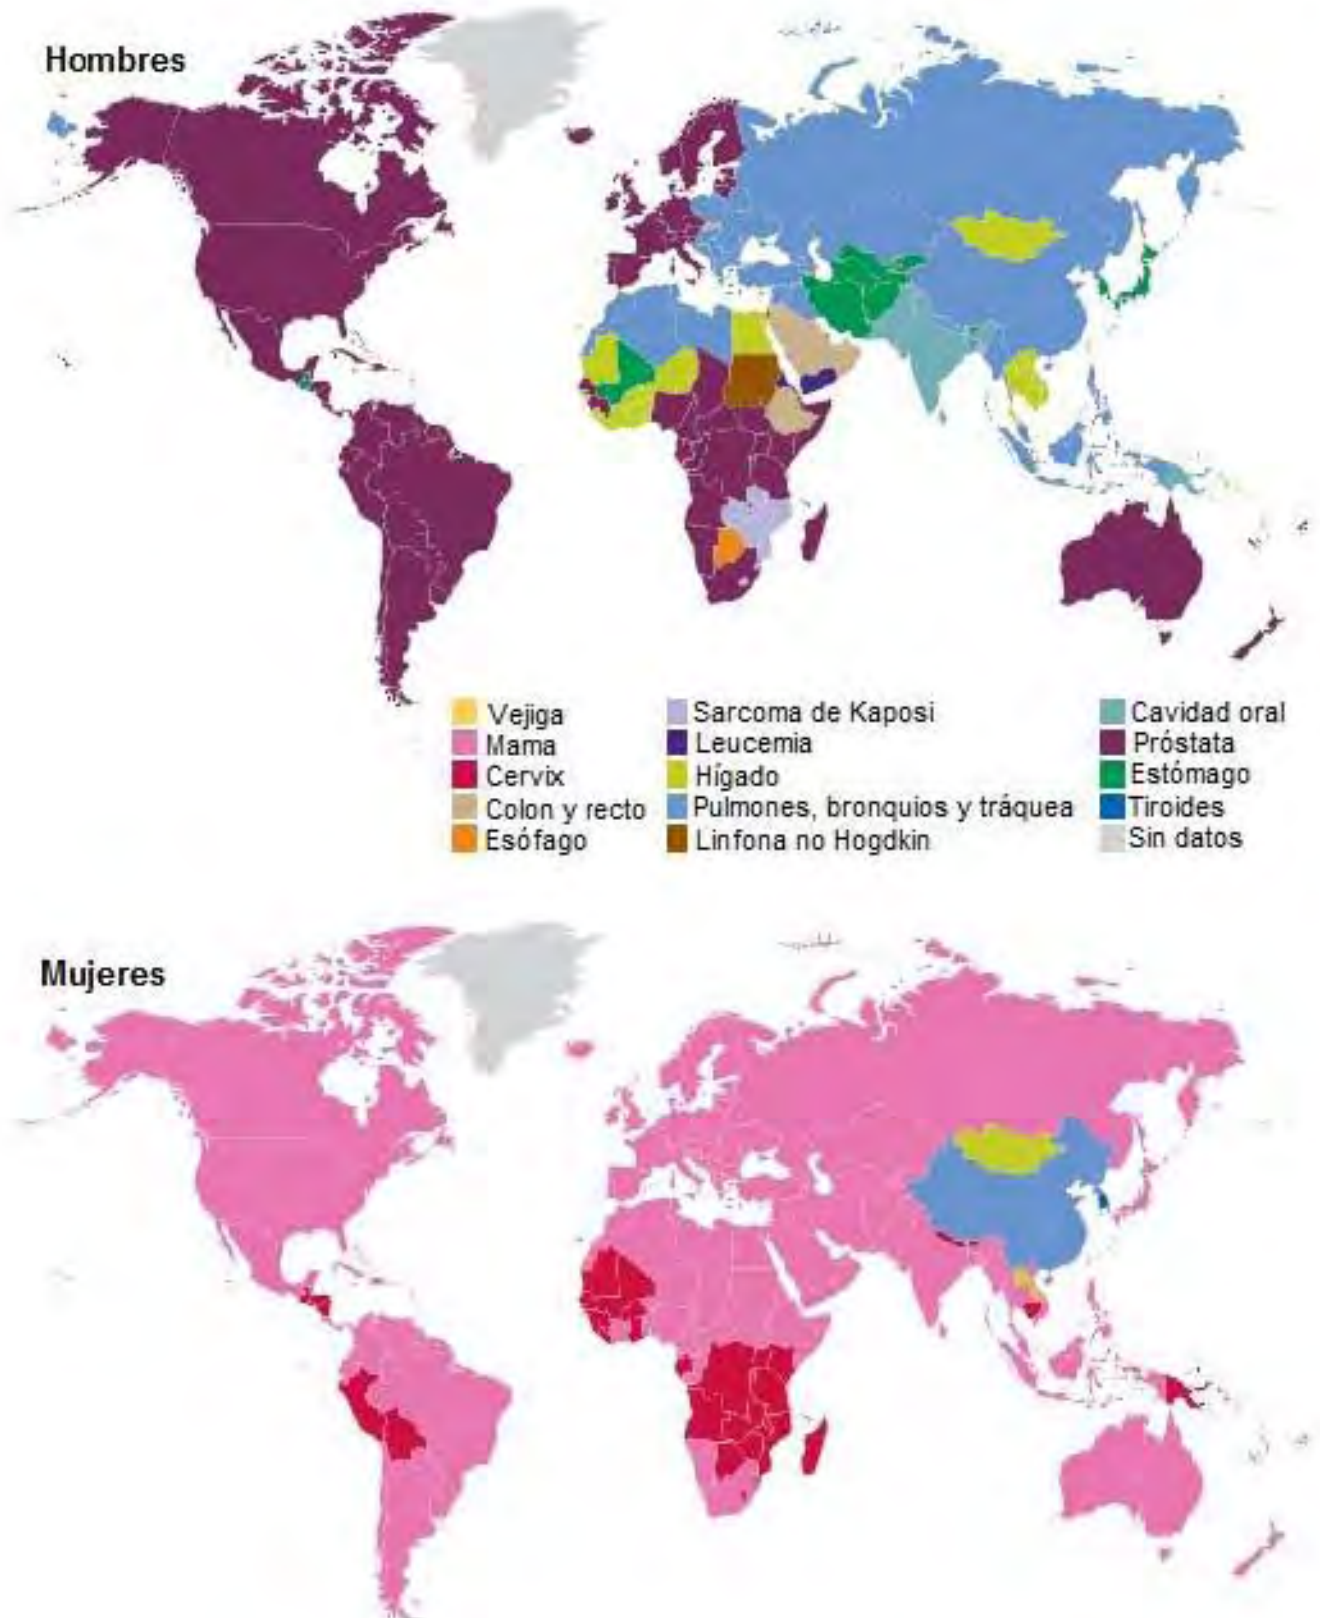 Hombres
Vejiga
Mama
Cervix
Colon y recto
Esófago
Sarcoma de Kaposi
Leucemia
Hígado
Pulmones, bronquios y tráquea
Linfona no Hogdkin
Cavidad oral
Próstata
Estómago
Tiroides
Sin datos
Mujeres